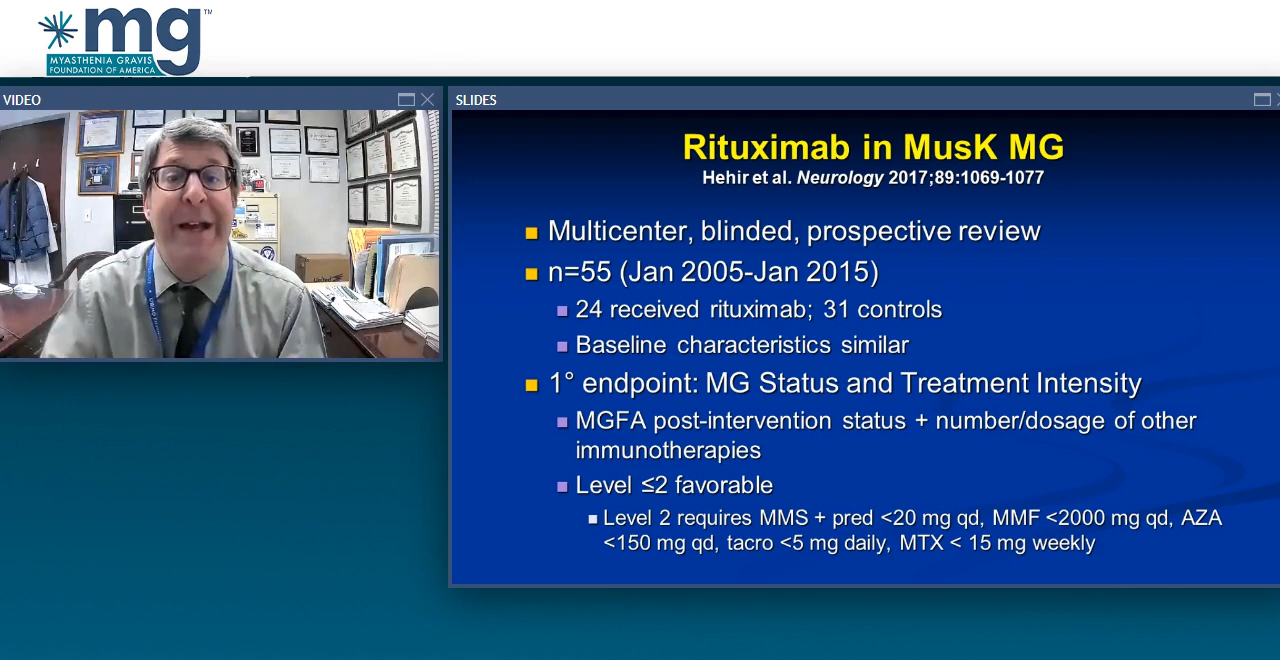 mg™
MYASTHENIA GRAVIS
FOUNDATION OF AMERICA
VIDEO
SLIDES
Rituximab in MusK MG
Hehir et al. Neurology 2017;89:1069-1077
Multicenter, blinded, prospective review
n=55 (Jan 2005-Jan 2015)
24 received rituximab; 31 controls
Baseline characteristics similar
1° endpoint: MG Status and Treatment Intensity
MGFA post-intervention status + number/dosage of other
immunotherapies
Level ≤2 favorable
Level 2 requires MMS + pred <20 mg qd, MMF <2000 mg qd, AZA
<150 mg qd, tacro <5 mg daily, MTX < 15 mg weekly